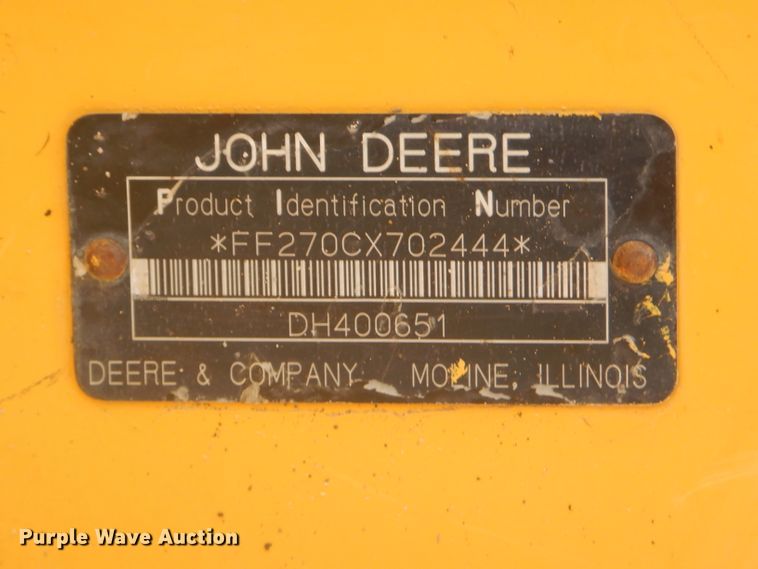 JOHN DEERE
Product Identification Number
*FF270CX702444*
DH400651
DEERE & COMPANY MOLINE, ILLINOIS
Purple Wave Auction